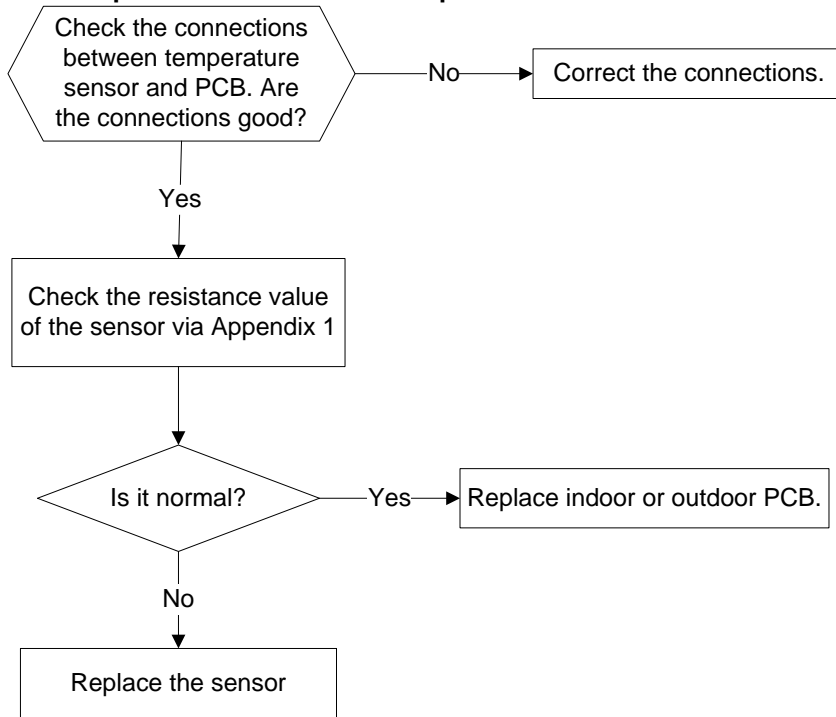 Check the connections
between temperature
sensor and PCB. Are
the connections good?
No
Correct the connections.
Yes
Check the resistance value
of the sensor via Appendix 1
Is it normal?
Yes
Replace indoor or outdoor PCB.
No
Replace the sensor